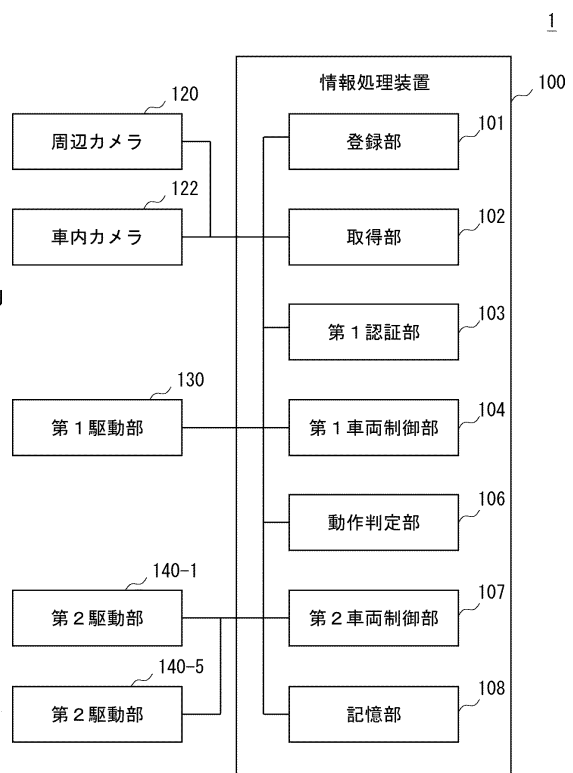 1
情報処理装置
100
120
周辺カメラ
101
登録部
122
車内カメラ
102
取得部
103
第1認証部
130
第1駆動部
104
第1車両制御部
106
動作判定部
140-1
第2駆動部
107
第2車両制御部
140-5
第2駆動部
108
記憶部